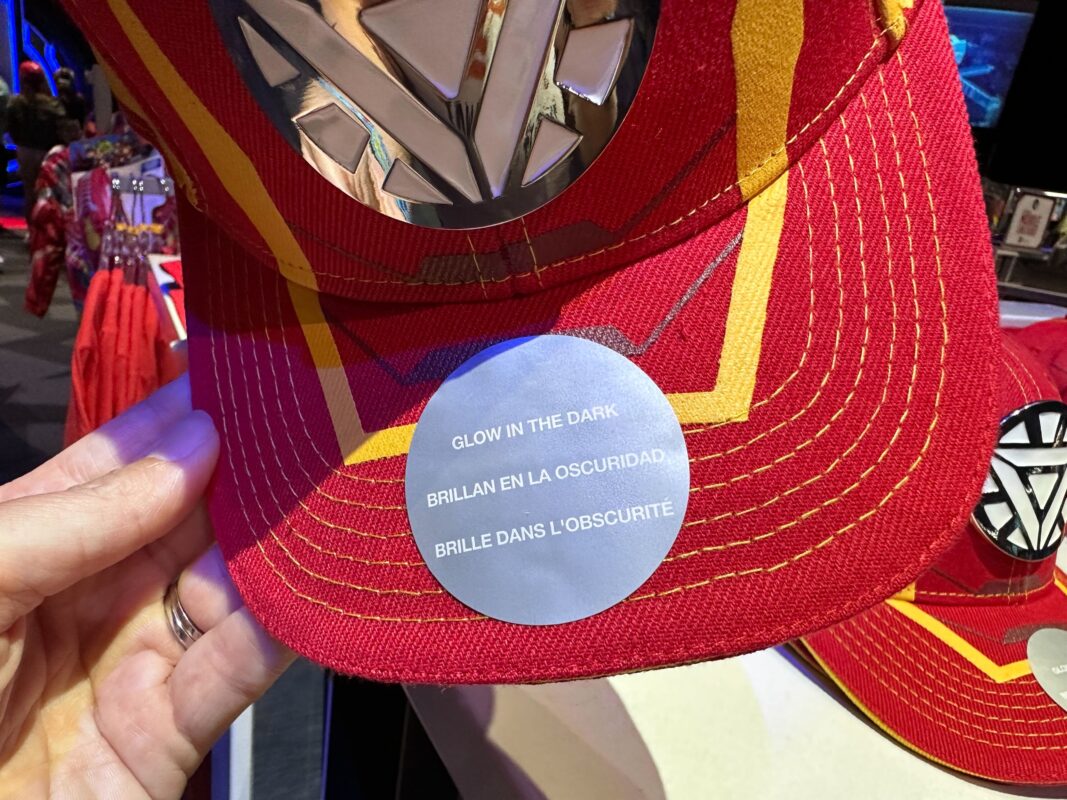 GLOW IN THE DARK
BRILLAN EN LA OSCURIDAD
BRILLE DANS L'OBSCURITÉ